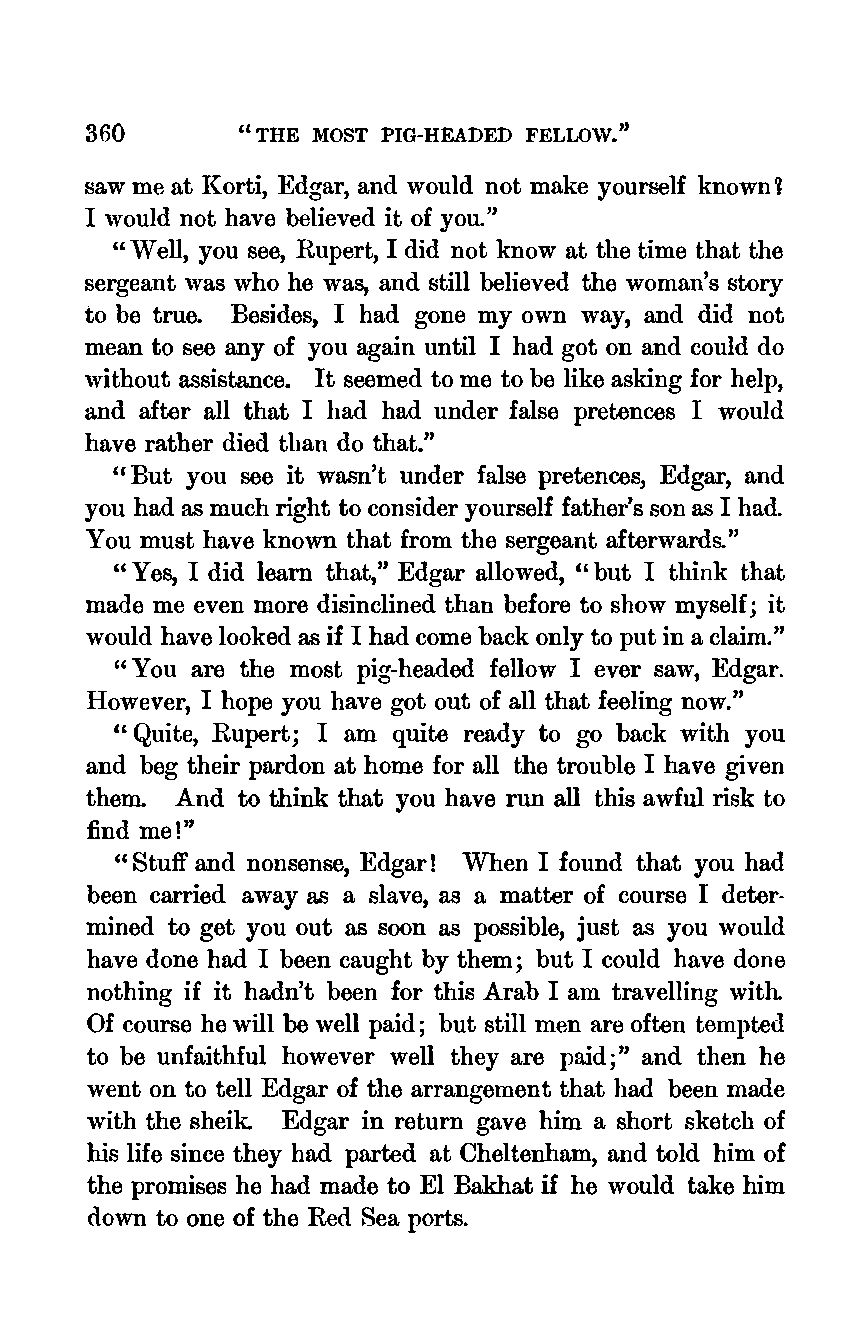 360 “THE MOST PIG-HEADED FELLOW.”
saw me at Korti, Edgar, and would not make yourself known?
I would not have believed it of you.”
“Well, you see, Rupert, I did not know at the time that the
sergeant was who he was, and still believed the woman’s story
to be true. Besides, I had gone my own way, and did not
mean to see any of you again until I had got on and could do
without assistance. It seemed to me to be like asking for help,
and after all that I had had under false pretences I would
have rather died than do that.”
“But you see it wasn’t under false pretences, Edgar, and
you had as much right to consider yourself father’s son as I had.
You must have known that from the sergeant afterwards.”
“Yes, I did learn that,” Edgar allowed, “but I think that
made me even more disinclined than before to show myself; it
would have looked as if I had come back only to put in a claim.”
“You are the most pig-headed fellow I ever saw, Edgar.
However, I hope you have got out of all that feeling now.”
“Quite, Rupert; I am quite ready to go back with you
and beg their pardon at home for all the trouble I have given
them. And to think that you have run all this awful risk to
find me!”
“Stuff and nonsense, Edgar! When I found that you had
been carried away as a slave, as a matter of course I deter-
mined to get you out as soon as possible, just as you would
have done had I been caught by them; but I could have done
nothing if it hadn’t been for this Arab I am travelling with.
Of course he will be well paid; but still men are often tempted
to be unfaithful however well they are paid;” and then he
went on to tell Edgar of the arrangement that had been made
with the sheik. Edgar in return gave him a short sketch of
his life since they had parted at Cheltenham, and told him of
the promises he had made to El Bakhat if he would take him
down to one of the Red Sea ports.